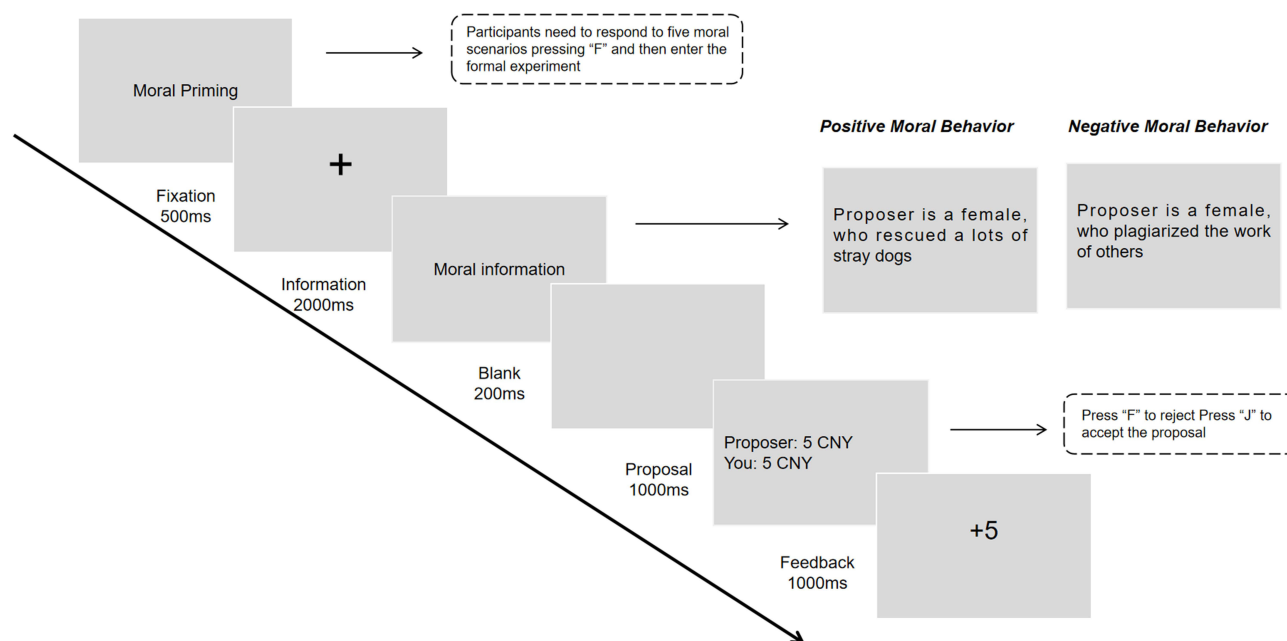 Participants need to respond to five moral
scenarios pressing “F” and then enter the
formal experiment
Moral Priming
Positive Moral Behavior
Negative Moral Behavior
+
Fixation
500ms
Proposer is a female,
who rescued a lots of
stray dogs
Proposer is a female,
who plagiarized the work
of others
Moral information
Information
2000ms
Blank
200ms
Press “F” to reject Press “J” to
accept the proposal
Proposer: 5 CNY
You: 5 CNY
Proposal
1000ms
+5
Feedback
1000ms